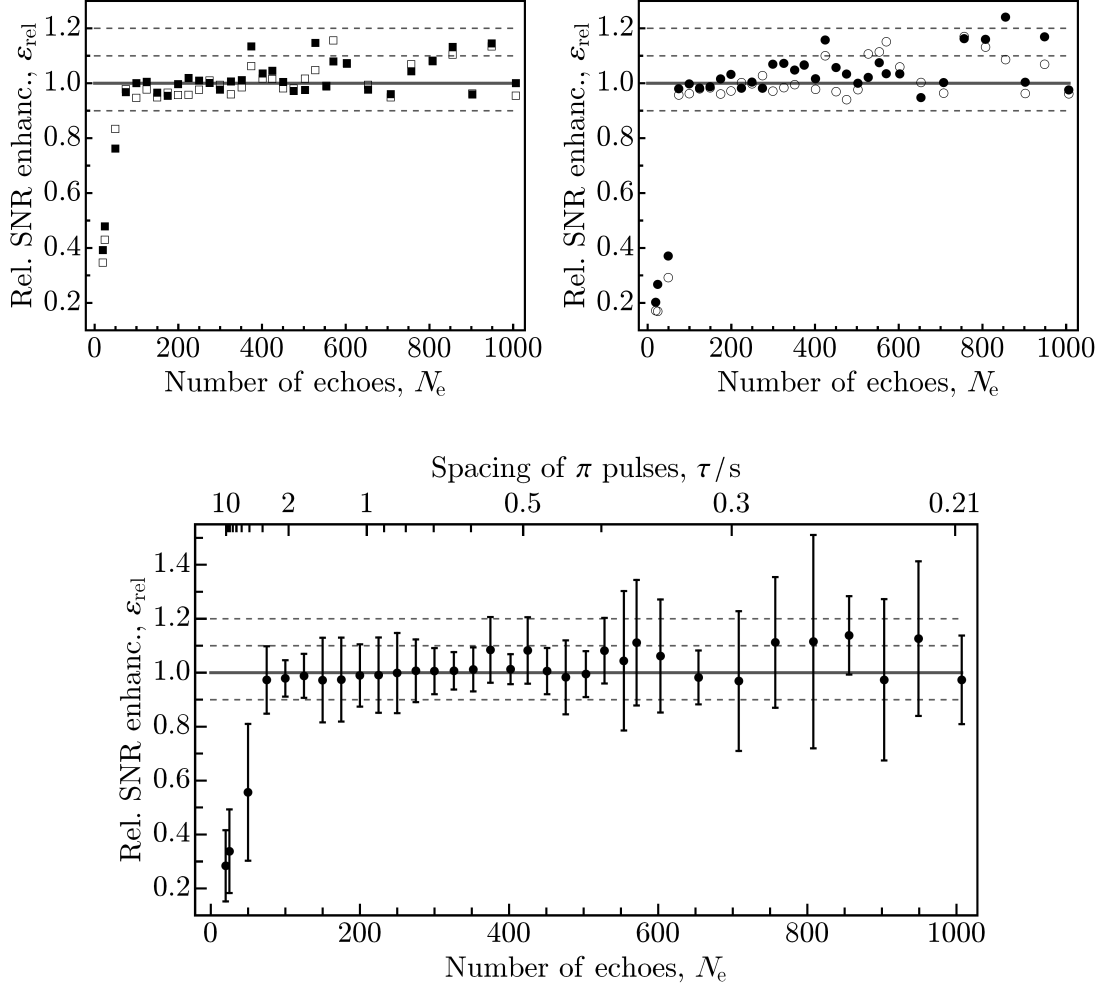 Rel. SNR enhanc., εrel
1.2
1.0
0.8
0.6
0.4
0.2
0 200 400 600 800 1000
Number of echoes, Ne
Rel. SNR enhanc., εrel
1.2
1.0
0.8
0.6
0.4
0.2
0 200 400 600 800 1000
Number of echoes, Ne
Spacing of π pulses, τ/s
10 2 1 0.5 0.3 0.21
Rel. SNR enhanc., εrel
1.4
1.2
1.0
0.8
0.6
0.4
0.2
0 200 400 600 800 1000
Number of echoes, Ne